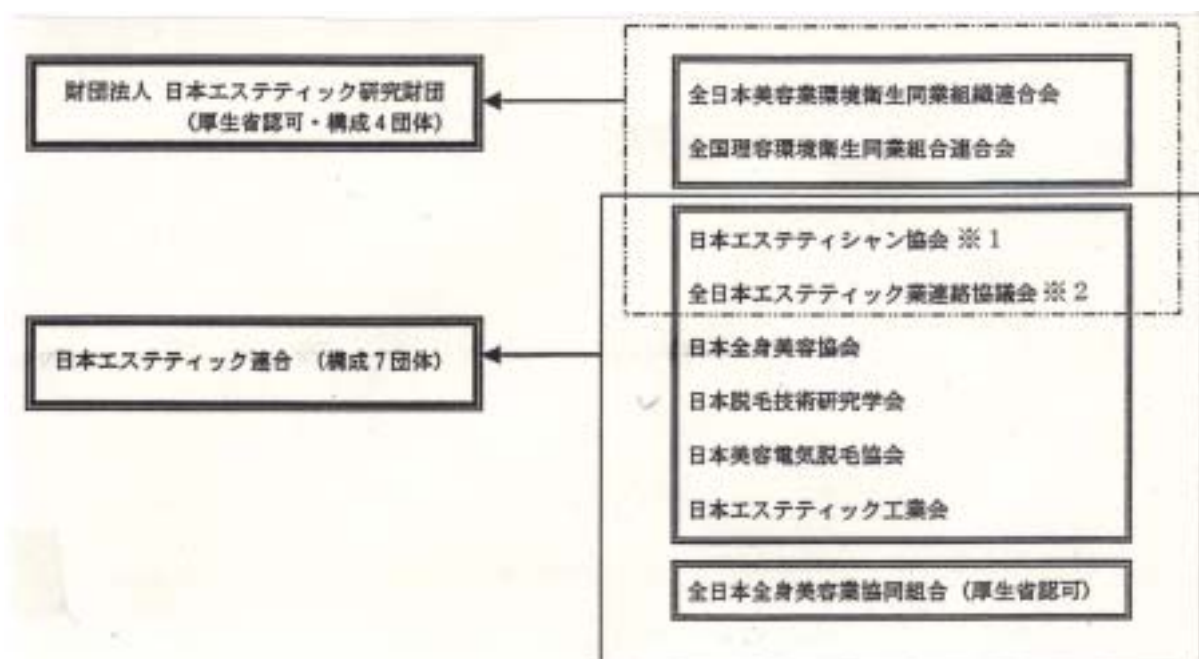 財団法人 日本エステティック研究財団
（厚生省認可・構成４団体）
日本エステティック連合 （構成７団体）
全日本美容業環境衛生同業組織連合会
全国理容環境衛生同業組合連合会
日本エステティシャン協会 ※１
全日本エステティック業連絡協議会 ※２
日本全身美容協会
日本脱毛技術研究学会
日本美容電気脱毛協会
日本エステティック工業会
全日本全身美容業協同組合（厚生省認可）